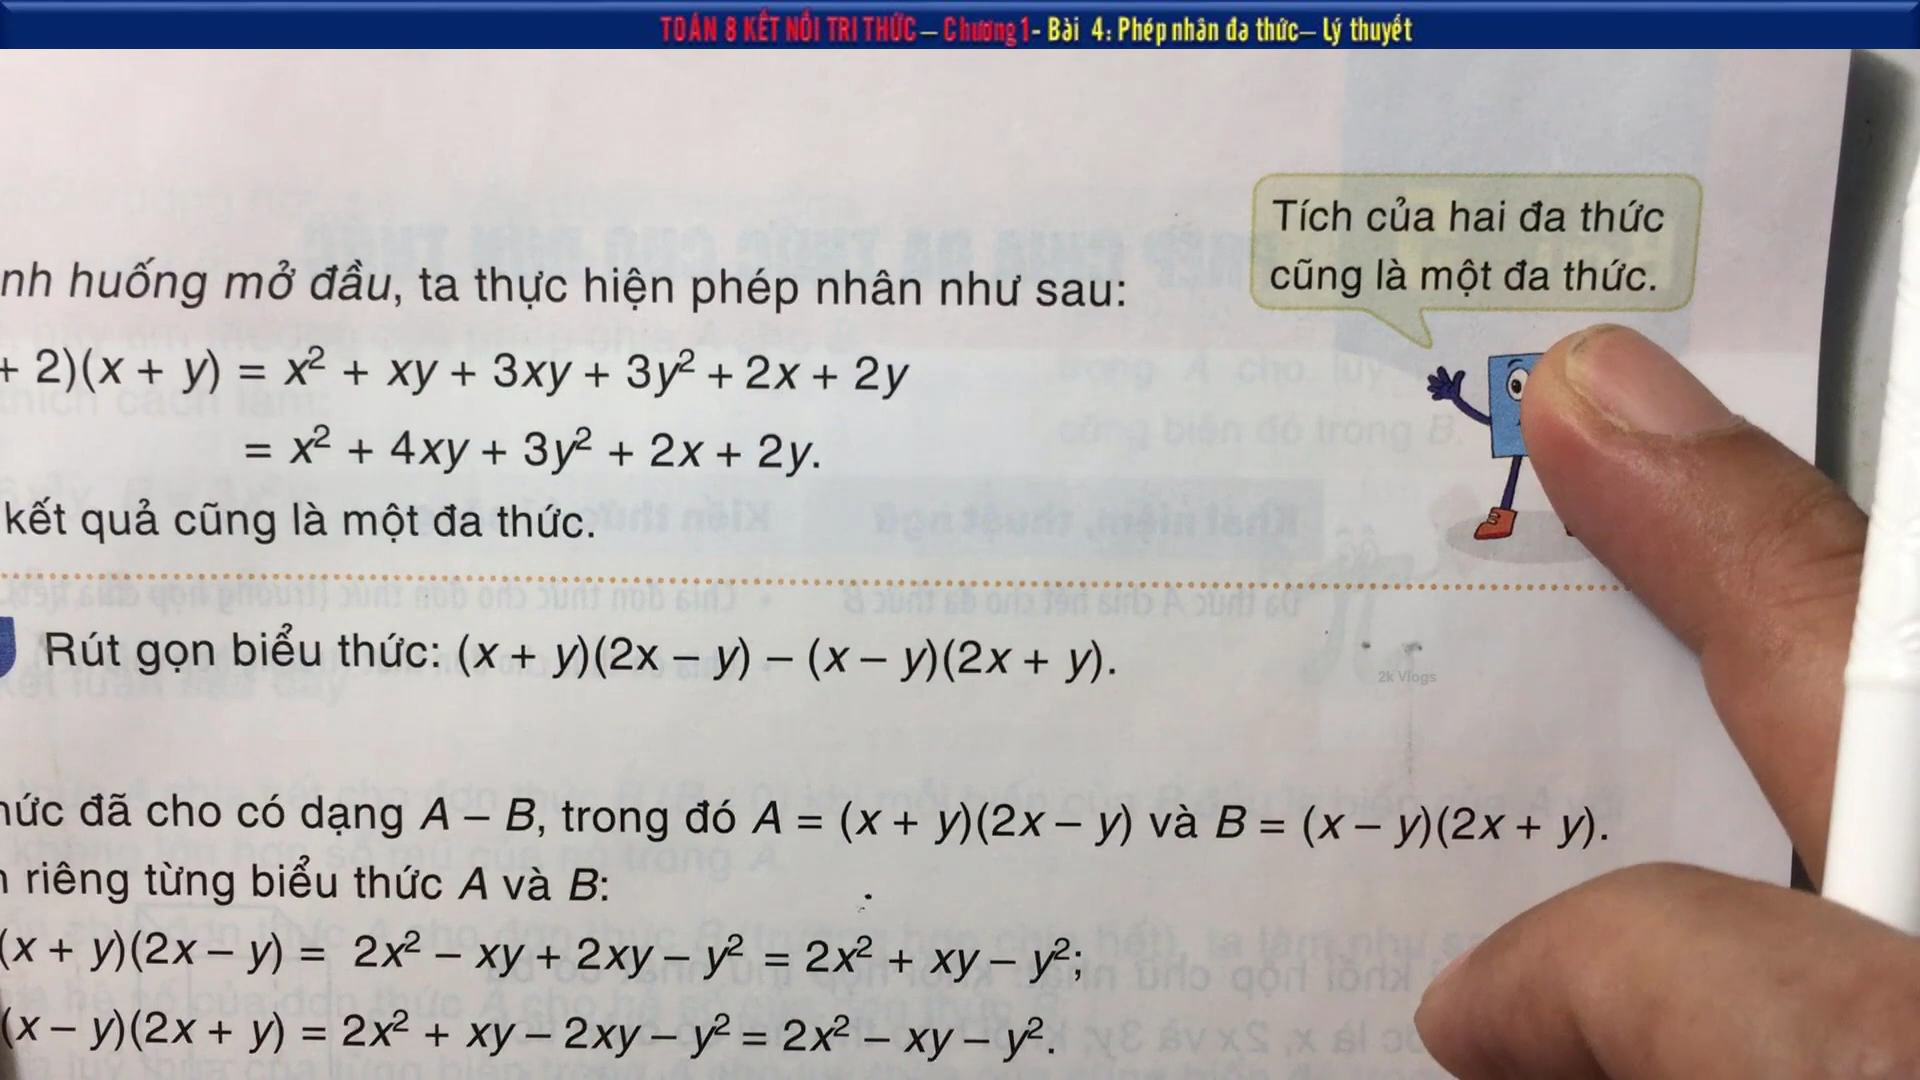 TOÁN 8 KẾT NỐI TRI THỨC – Chương 1 - Bài 4: Phép nhân đa thức – Lý thuyết
Tích của hai đa thức
cũng là một đa thức.
huống mở đầu, ta thực hiện phép nhân như sau:
+ 2)(x + y) = x² + xy + 3xy + 3y² + 2x + 2y
= x² + 4xy + 3y² + 2x + 2y.
kết quả cũng là một đa thức.
Rút gọn biểu thức: (x + y)(2x – y) – (x – y)(2x + y).
2k Vlogs
đã cho có dạng A – B, trong đó A = (x + y)(2x – y) và B = (x – y)(2x + y).
riêng từng biểu thức A và B:
(x + y)(2x – y) = 2x² – xy + 2xy – y² = 2x² + xy – y²;
(x – y)(2x + y) = 2x² + xy – 2xy – y² = 2x² – xy – y².